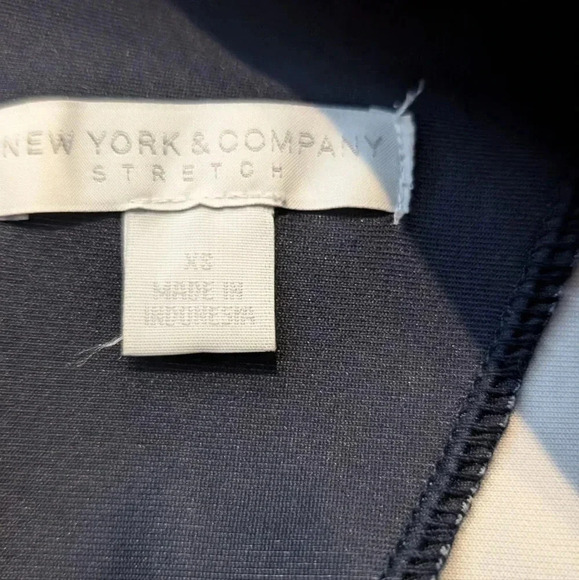 NEW YORK & COMPANY
STRETCH
XS
MADE IN
INDONESIA